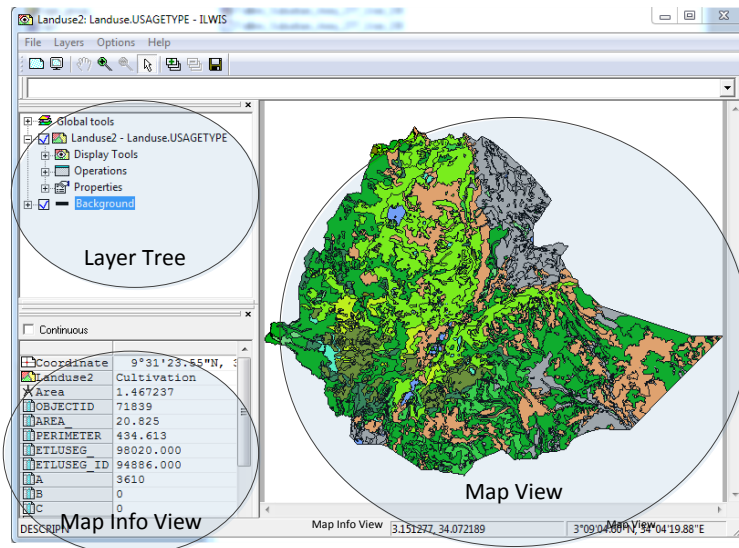 Landuse2: Landuse.USAGETYPE - ILWIS
File Layers Options Help
Global tools
Landuse2 - Landuse.USAGETYPE
Display Tools
Operations
Properties
Background
Layer Tree
Continuous
Coordinate 9°31'23.55"N, 3
Landuse2 Cultivation
Area 1.467237
OBJECTID 71839
AREA_ 20.825
PERIMETER 434.613
ETLUSEG_ 98020.000
ETLUSEG_ID 94886.000
A 3610
B 0
C 0
Map Info View
Map View
DESCRIPN
Map Info View
3.151277, 34.072189
3°09'04.60"N, 34°04'19.88"E
Map View